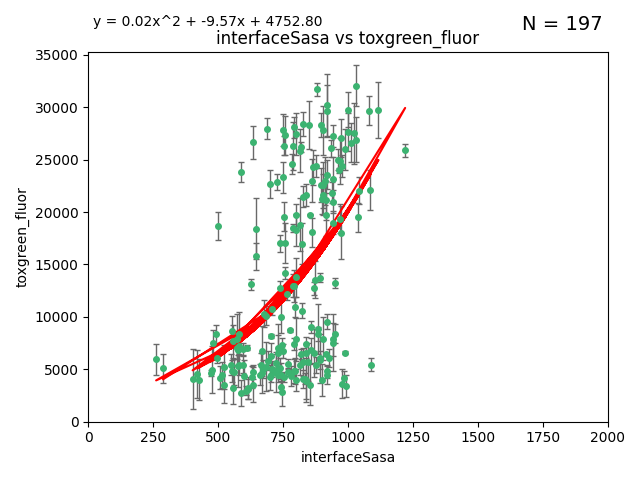 y = 0.02x^2 + -9.57x + 4752.80
N = 197
interfaceSasa vs toxgreen_fluor
toxgreen_fluor
35000
30000
25000
20000
15000
10000
5000
0
0 250 500 750 1000 1250 1500 1750 2000
interfaceSasa